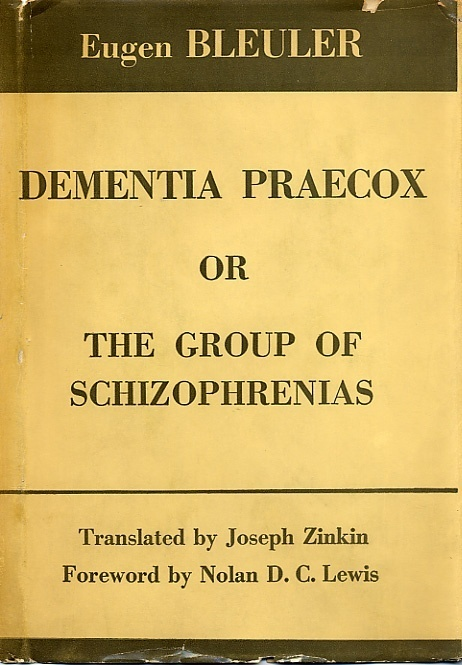 Eugen BLEULER
DEMENTIA PRAECOX
OR
THE GROUP OF
SCHIZOPHRENIAS
Translated by Joseph Zinkin
Foreword by Nolan D. C. Lewis